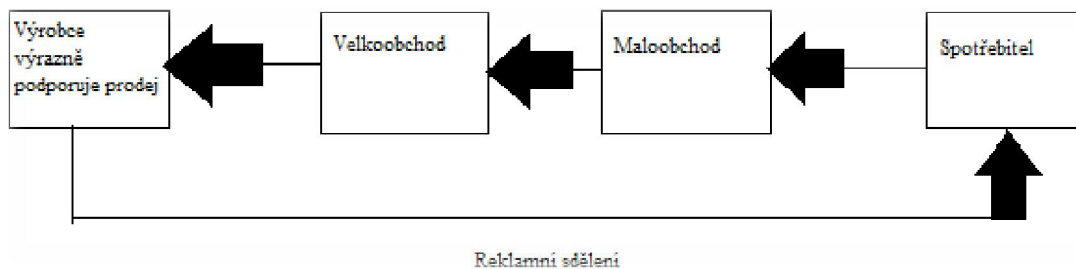 Výrobce
výrazně
podporuje prodej
Velkoobchod
Maloobchod
Spotřebitel
Reklamní sdělení